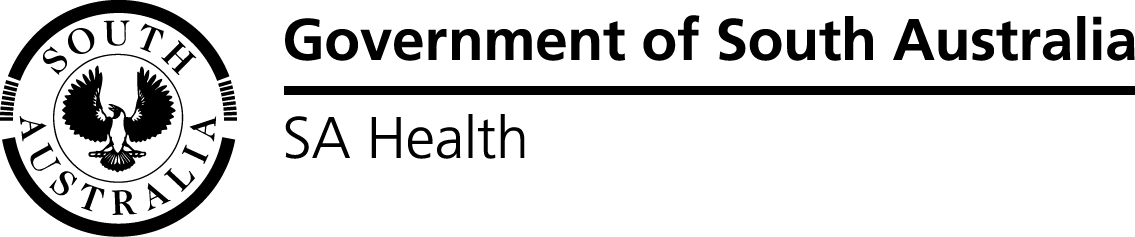 SOUTH
AUSTRALIA
Government of South Australia
SA Health